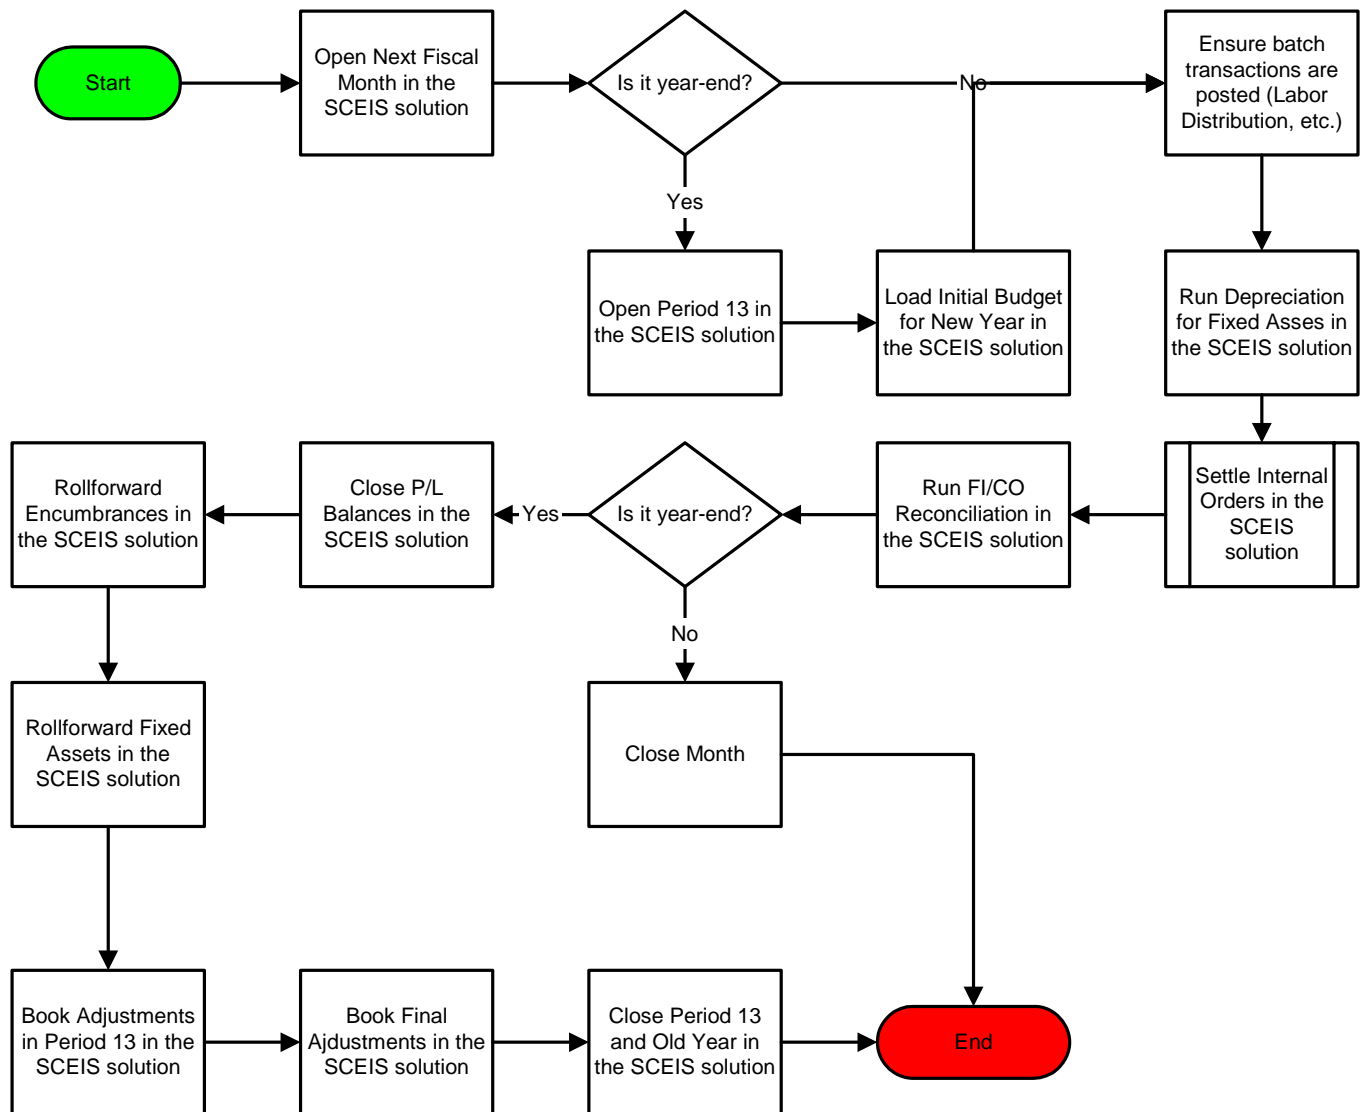 Start
Open Next Fiscal
Month in the
SCEIS solution
Is it year-end?
No
Ensure batch
transactions are
posted (Labor
Distribution, etc.)
Yes
Open Period 13 in
the SCEIS solution
Load Initial Budget
for New Year in
the SCEIS solution
Run Depreciation
for Fixed Asses in
the SCEIS solution
Rollforward
Encumbrances in
the SCEIS solution
Close P/L
Balances in the
SCEIS solution
Yes
Is it year-end?
Run FI/CO
Reconciliation in
the SCEIS solution
Settle Internal
Orders in the
SCEIS
solution
No
Rollforward Fixed
Assets in the
SCEIS solution
Close Month
Book Adjustments
in Period 13 in the
SCEIS solution
Book Final
Ajdustments in the
SCEIS solution
Close Period 13
and Old Year in
the SCEIS solution
End